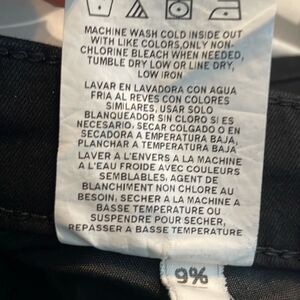 MACHINE WASH COLD INSIDE OUT
WITH LIKE COLORS,ONLY NON-
CHLORINE BLEACH WHEN NEEDED,
TUMBLE DRY LOW OR LINE DRY,
LOW IRON
LAVAR EN LAVADORA CON AGUA
FRIA AL REVES CON COLORES
SIMILARES, USAR SOLO
BLANQUEADOR SIN CLORO SI ES
NECESARIO. SECAR COLGADO O EN
SECADORA A TEMPERATURA BAJA,
PLANCHAR A TEMPERATURA BAJA
LAVER A L'ENVERS A LA MACHINE
A L'EAU FROIDE AVEC COULEURS
SEMBLABLES, AGENT DE
BLANCHIMENT NON CHLORE AU
BESOIN. SECHER A LA MACHINE A
BASSE TEMPERATURE OU
SUSPENDRE POUR SECHER,
REPASSER A BASSE TEMPERATURE
9%